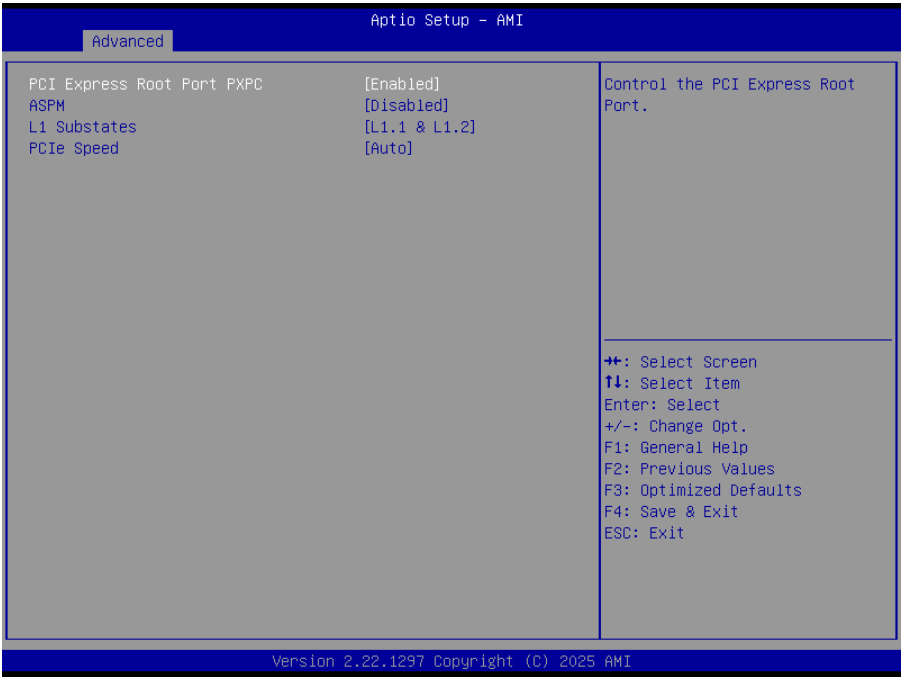 Aptio Setup – AMI
Advanced
PCI Express Root Port PXPC [Enabled]
ASPM [Disabled]
L1 Substates [L1.1 & L1.2]
PCIe Speed [Auto]
Control the PCI Express Root
Port.
→←: Select Screen
↑↓: Select Item
Enter: Select
+/-: Change Opt.
F1: General Help
F2: Previous Values
F3: Optimized Defaults
F4: Save & Exit
ESC: Exit
Version 2.22.1297 Copyright (C) 2025 AMI